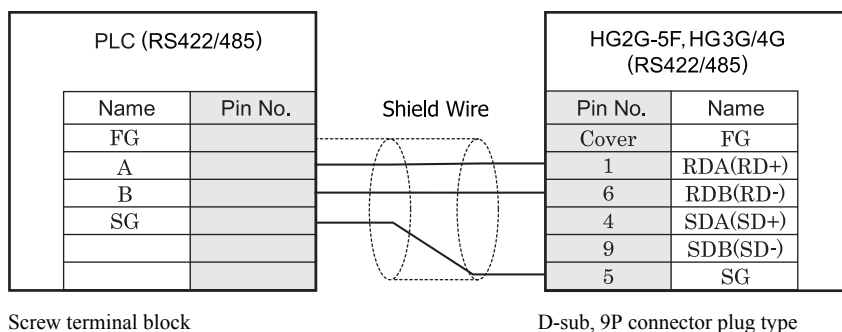 PLC (RS422/485)
HG2G-5F, HG3G/4G
(RS422/485)
Name Pin No. Shield Wire Pin No. Name
FG Cover FG
A 1 RDA(RD+)
B 6 RDB(RD-)
SG 4 SDA(SD+)
9 SDB(SD-)
5 SG
Screw terminal block D-sub, 9P connector plug type